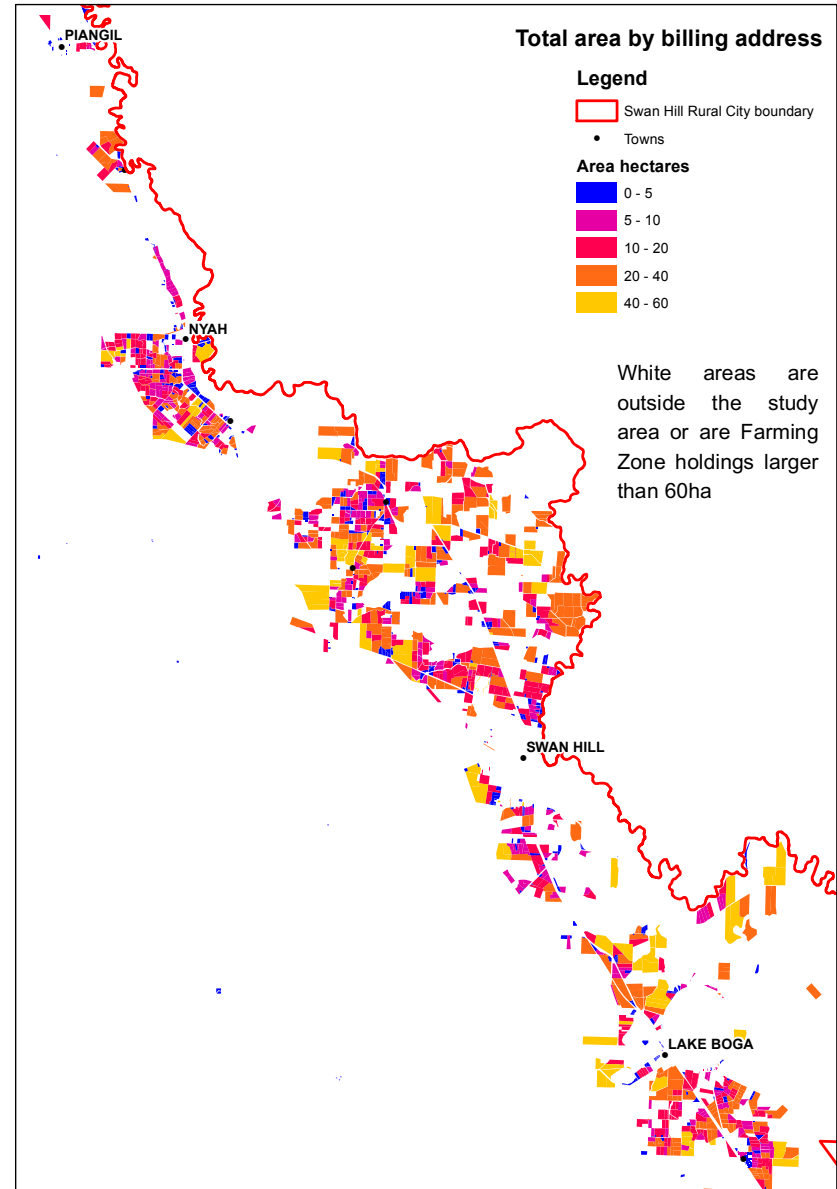 PIANGIL
Total area by billing address
Legend
Swan Hill Rural City boundary
Towns
Area hectares
0 - 5
5 - 10
10 - 20
20 - 40
40 - 60
NYAH
White areas are
outside the study
area or are Farming
Zone holdings larger
than 60ha
SWAN HILL
LAKE BOGA